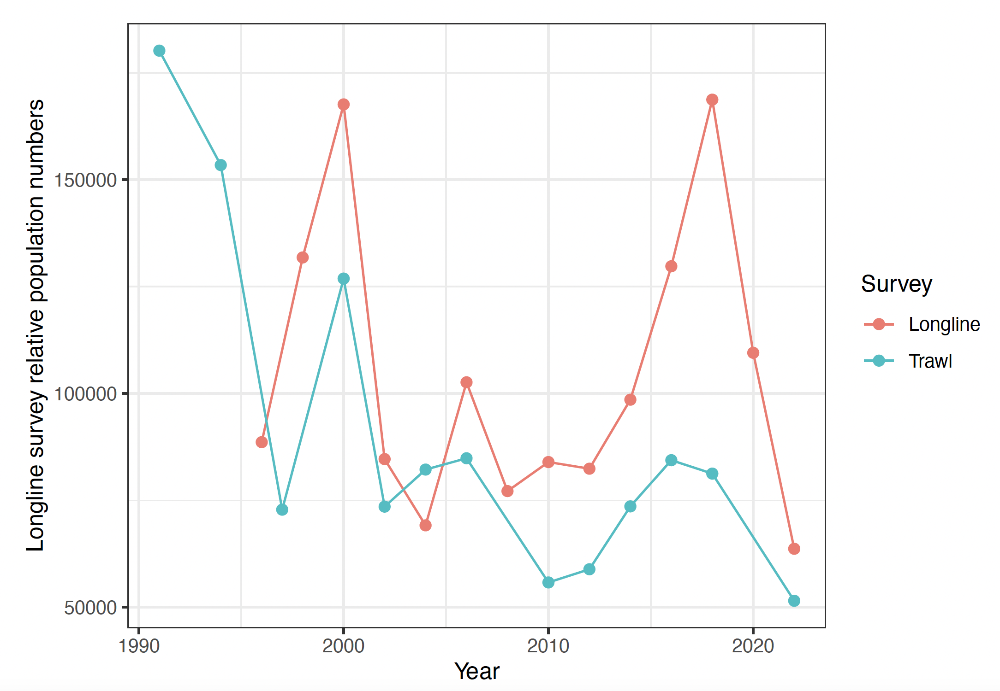 Longline survey relative population numbers
150000
100000
50000
1990
2000
2010
2020
Year
Survey
Longline
Trawl